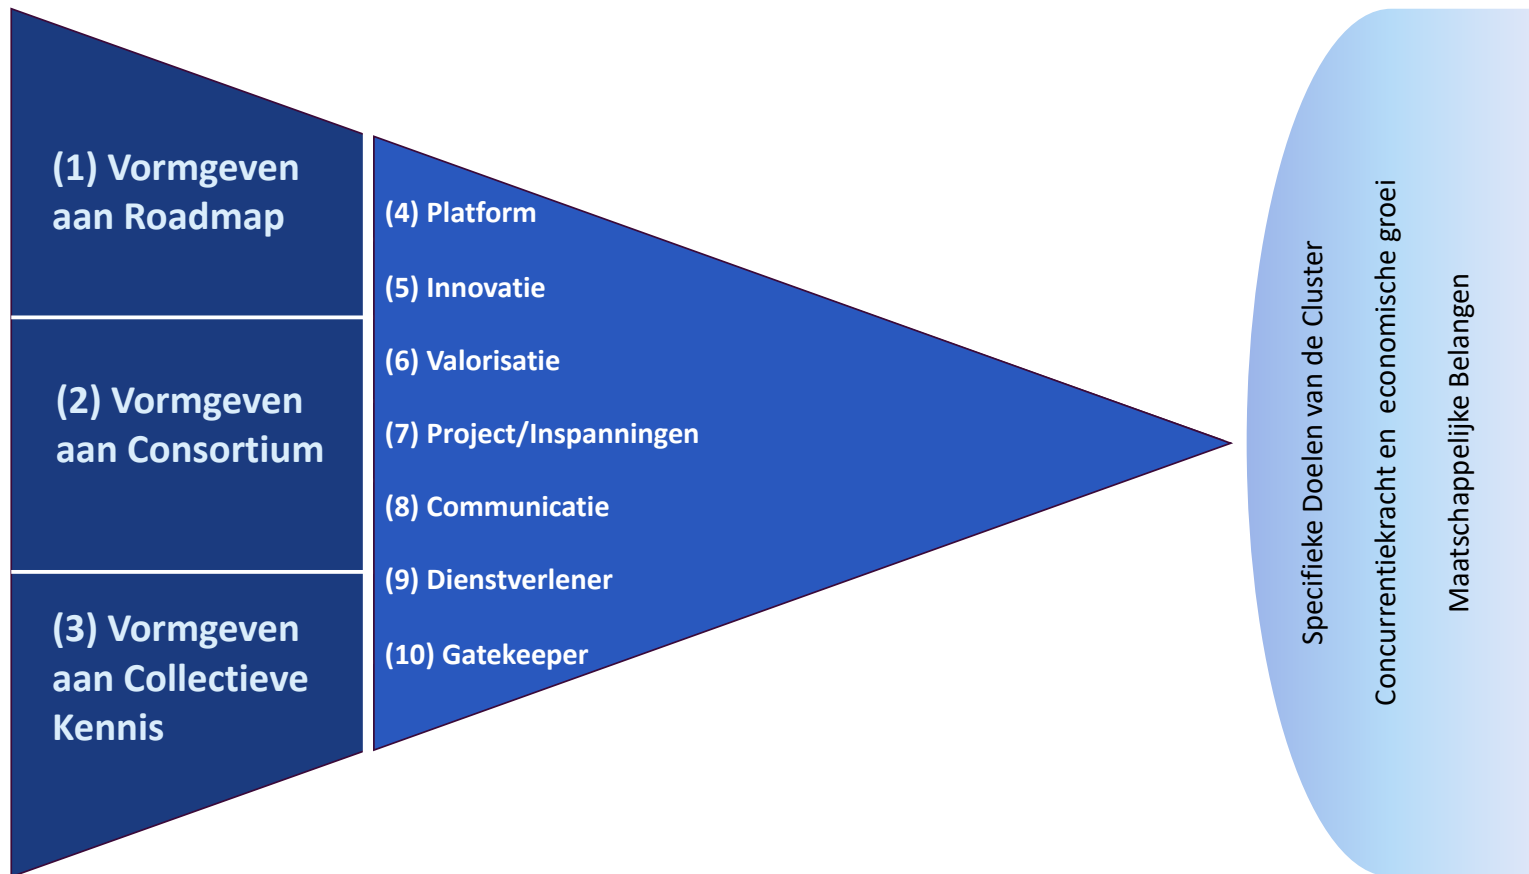 (1) Vormgeven
aan Roadmap
(2) Vormgeven
aan Consortium
(3) Vormgeven
aan Collectieve
Kennis
(4) Platform
(5) Innovatie
(6) Valorisatie
(7) Project/Inspanningen
(8) Communicatie
(9) Dienstverlener
(10) Gatekeeper
Specifieke Doelen van de Cluster
Concurrentiekracht en economische groei
Maatschappelijke Belangen